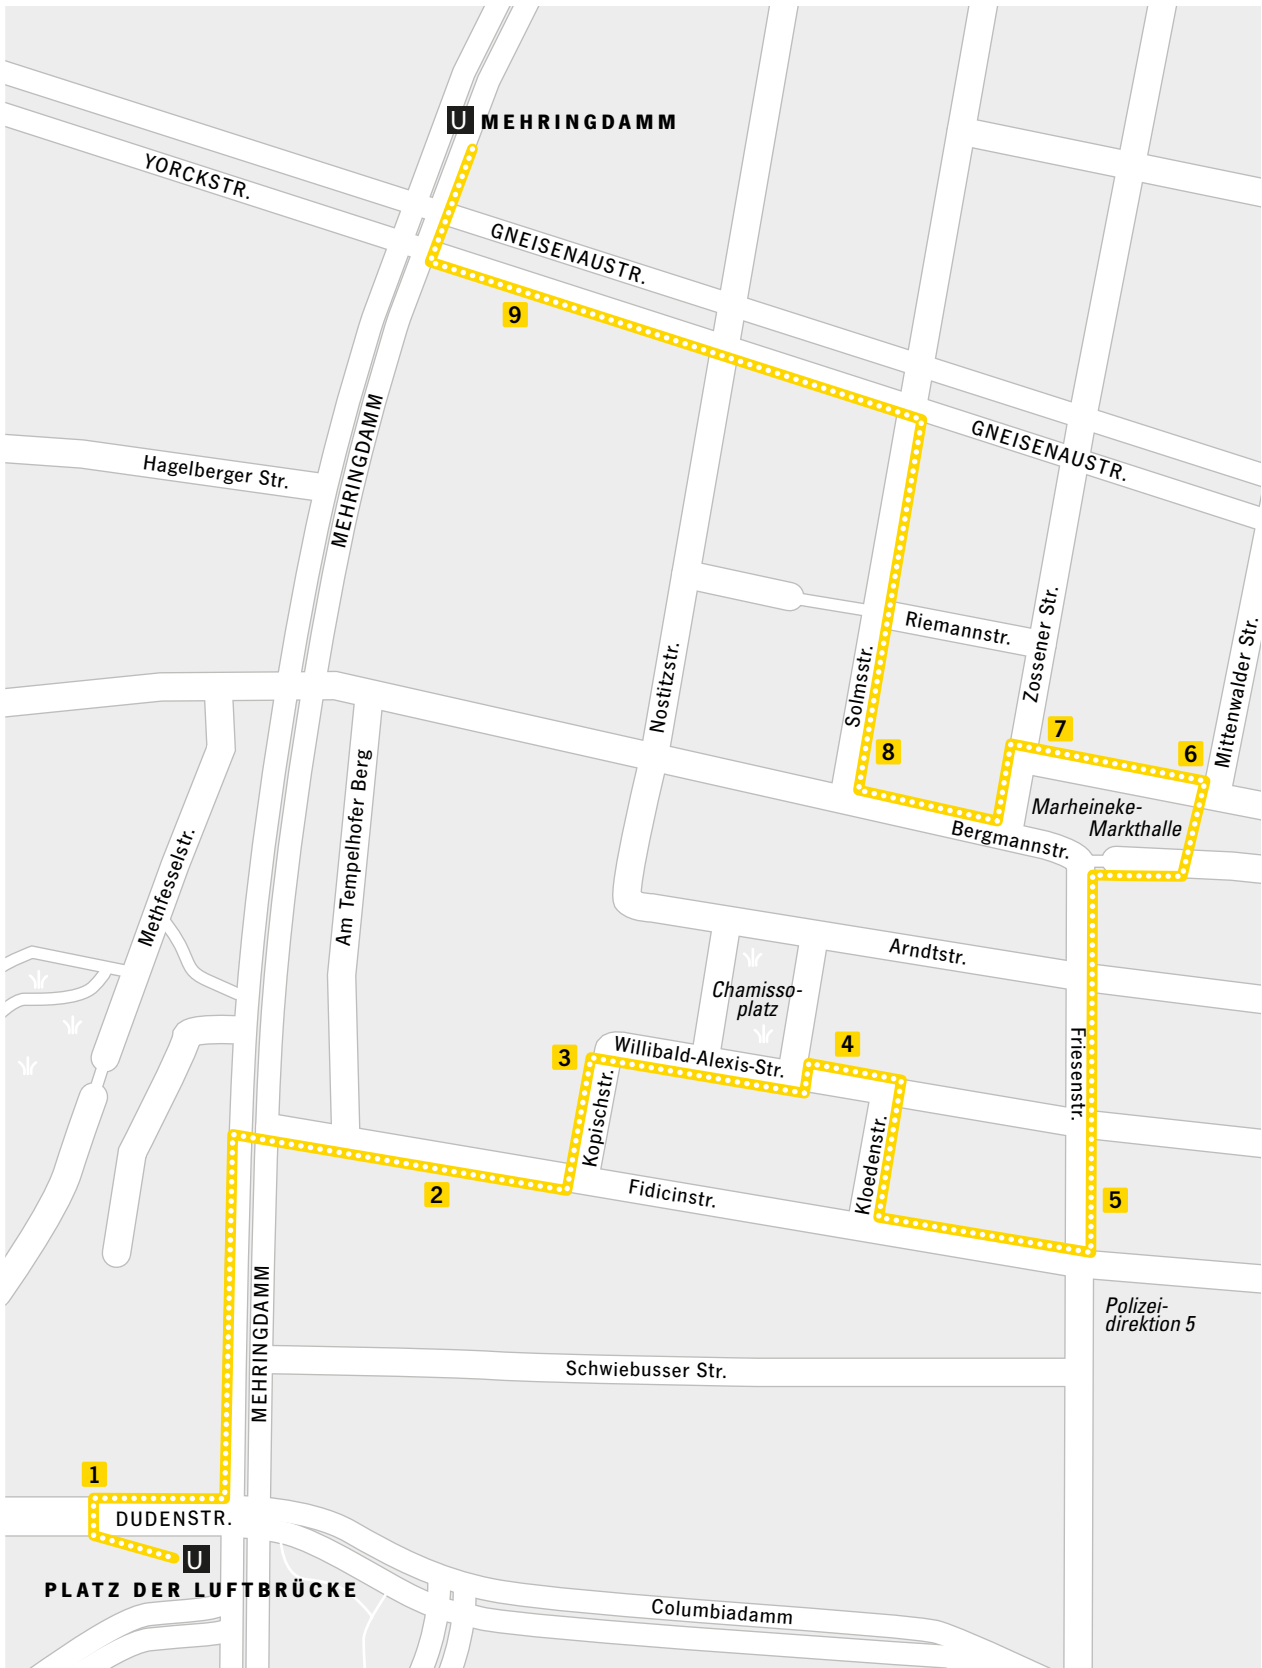 U MEHRINGDAMM
YORCKSTR.
GNEISENAUSTR.
9
MEHRINGDAMM
GNEISENAUSTR.
Hagelberger Str.
Riemannstr.
Zossener Str.
Mittenwalder Str.
Nostitzstr.
Solmsstr.
7
8
6
Am Tempelhofer Berg
Marheineke-
Markthalle
Bergmannstr.
Methfesselstr.
Arndtstr.
Chamisso-
platz
3
Willibald-Alexis-Str.
4
Friesenstr.
Kopischstr.
Kloedenstr.
2
Fidicinstr.
5
MEHRINGDAMM
Polizei-
direktion 5
Schwiebusser Str.
1
DUDENSTR.
U
PLATZ DER LUFTBRÜCKE
Columbiadamm